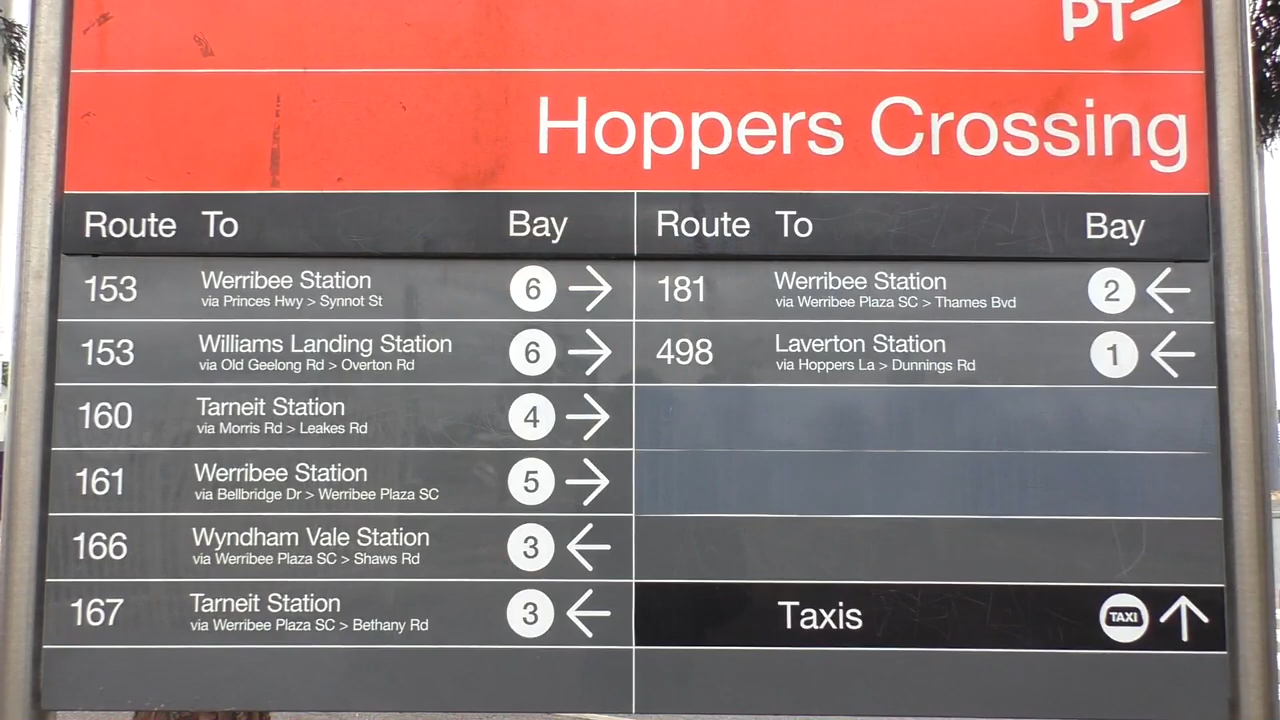 PT
Hoppers Crossing
Route To Bay
153 Werribee Station 6 →
via Princes Hwy > Synnot St
153 Williams Landing Station 6 →
via Old Geelong Rd > Overton Rd
160 Tarneit Station 4 →
via Morris Rd > Leakes Rd
161 Werribee Station 5 →
via Bellbridge Dr > Werribee Plaza SC
166 Wyndham Vale Station 3 ←
via Werribee Plaza SC > Shaws Rd
167 Tarneit Station 3 ←
via Werribee Plaza SC > Bethany Rd
Route To Bay
181 Werribee Station 2 ←
via Werribee Plaza SC > Thames Bvd
498 Laverton Station 1 ←
via Hoppers La > Dunnings Rd
Taxis TAXI ↑